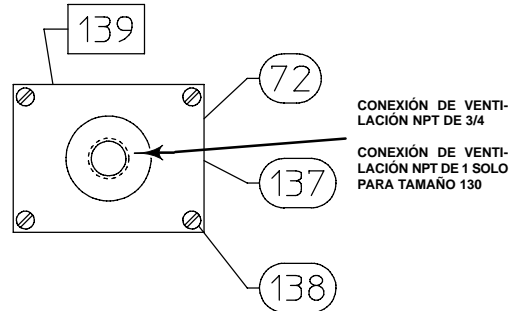 139
72
CONEXIÓN DE VENTI-
LACIÓN NPT DE 3/4
CONEXIÓN DE VENTI-
LACIÓN NPT DE 1 SOLO
PARA TAMAÑO 130
137
138